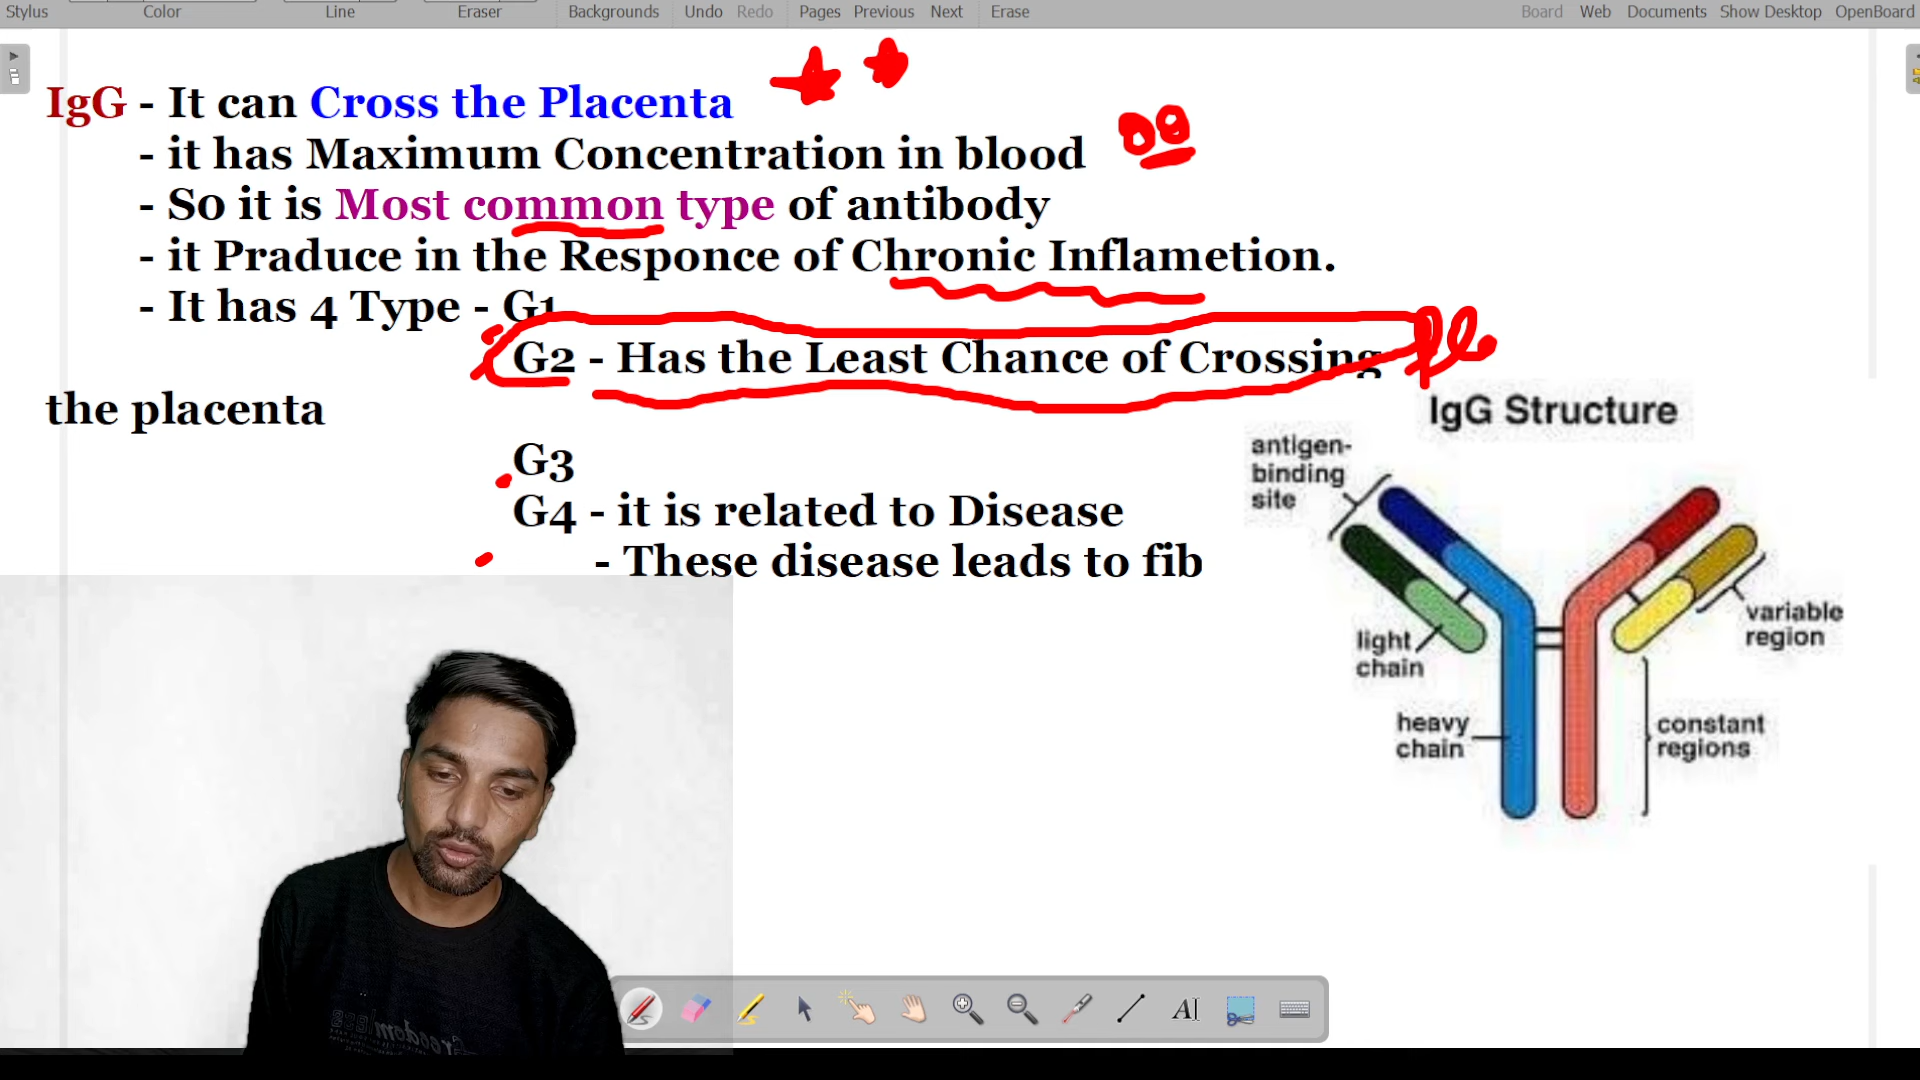 Stylus Color Line Eraser Backgrounds Undo Redo Pages Previous Next Erase Board Web Documents Show Desktop OpenBoard
IgG - It can Cross the Placenta
- it has Maximum Concentration in blood
- So it is Most common type of antibody
- it Praduce in the Responce of Chronic Inflametion.
- It has 4 Type - G1
G2 - Has the Least Chance of Crossing
the placenta
G3
G4 - it is related to Disease
- These disease leads to fib
IgG Structure
antigen-
binding
site
light
chain
heavy
chain
variable
region
constant
regions